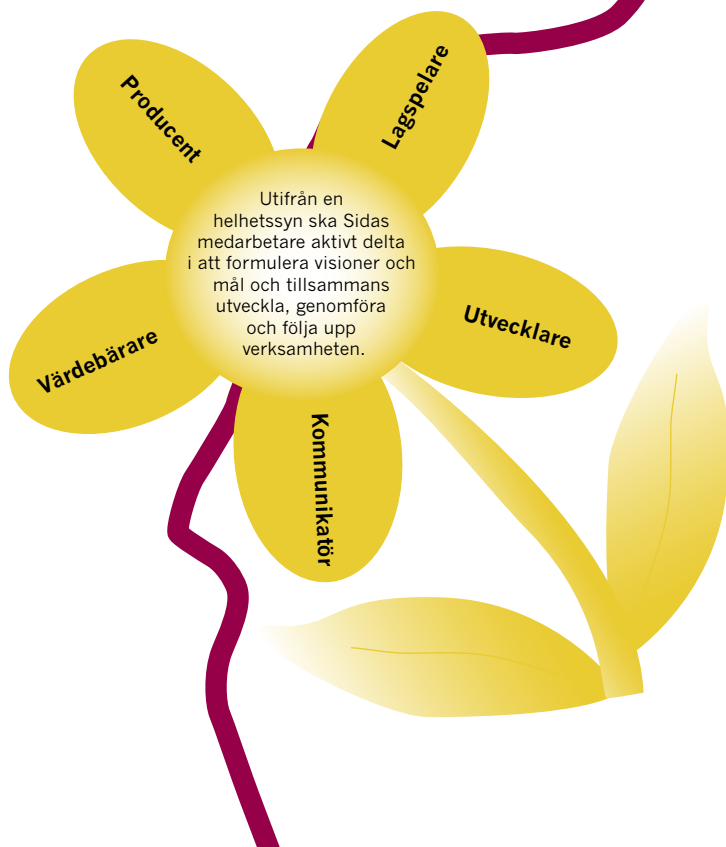 Producent
Lagspelare
Utifrån en
helhetssyn ska Sidas
medarbetare aktivt delta
i att formulera visioner och
mål och tillsammans
utveckla, genomföra
och följa upp
verksamheten.
Utvecklare
Värdebärare
Kommunikatör